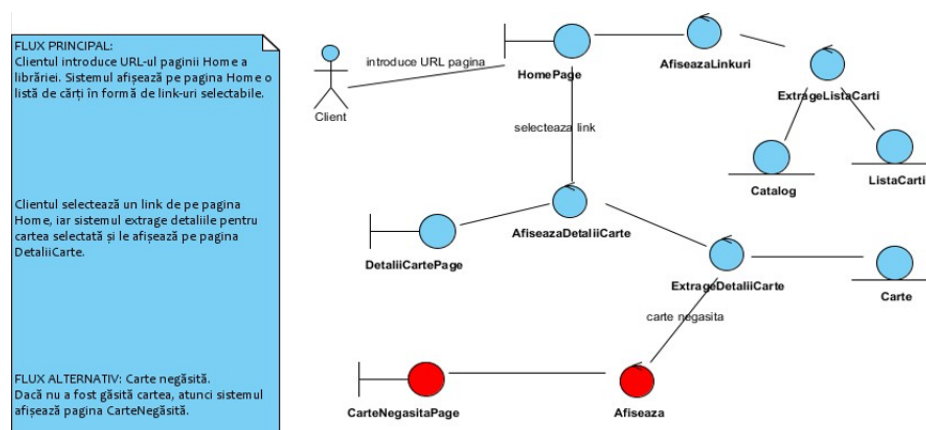 FLUX PRINCIPAL:
Clientul introduce URL-ul paginii Home a
librăriei. Sistemul afișează pe pagina Home o
listă de cărți în formă de link-uri selectabile.
Clientul selectează un link de pe pagina
Home, iar sistemul extrage detaliile pentru
cartea selectată și le afișează pe pagina
DetaliiCarte.
FLUX ALTERNATIV: Carte negăsită.
Dacă nu a fost găsită cartea, atunci sistemul
afișează pagina CarteNegăsită.
introduce URL pagina
Client
HomePage
AfiseazaLinkuri
ExtrageListaCarti
selecteaza link
Catalog
ListaCarti
AfiseazaDetaliiCarte
DetaliiCartePage
ExtrageDetaliiCarte
Carte
carte negasita
CarteNegasitaPage
Afiseaza